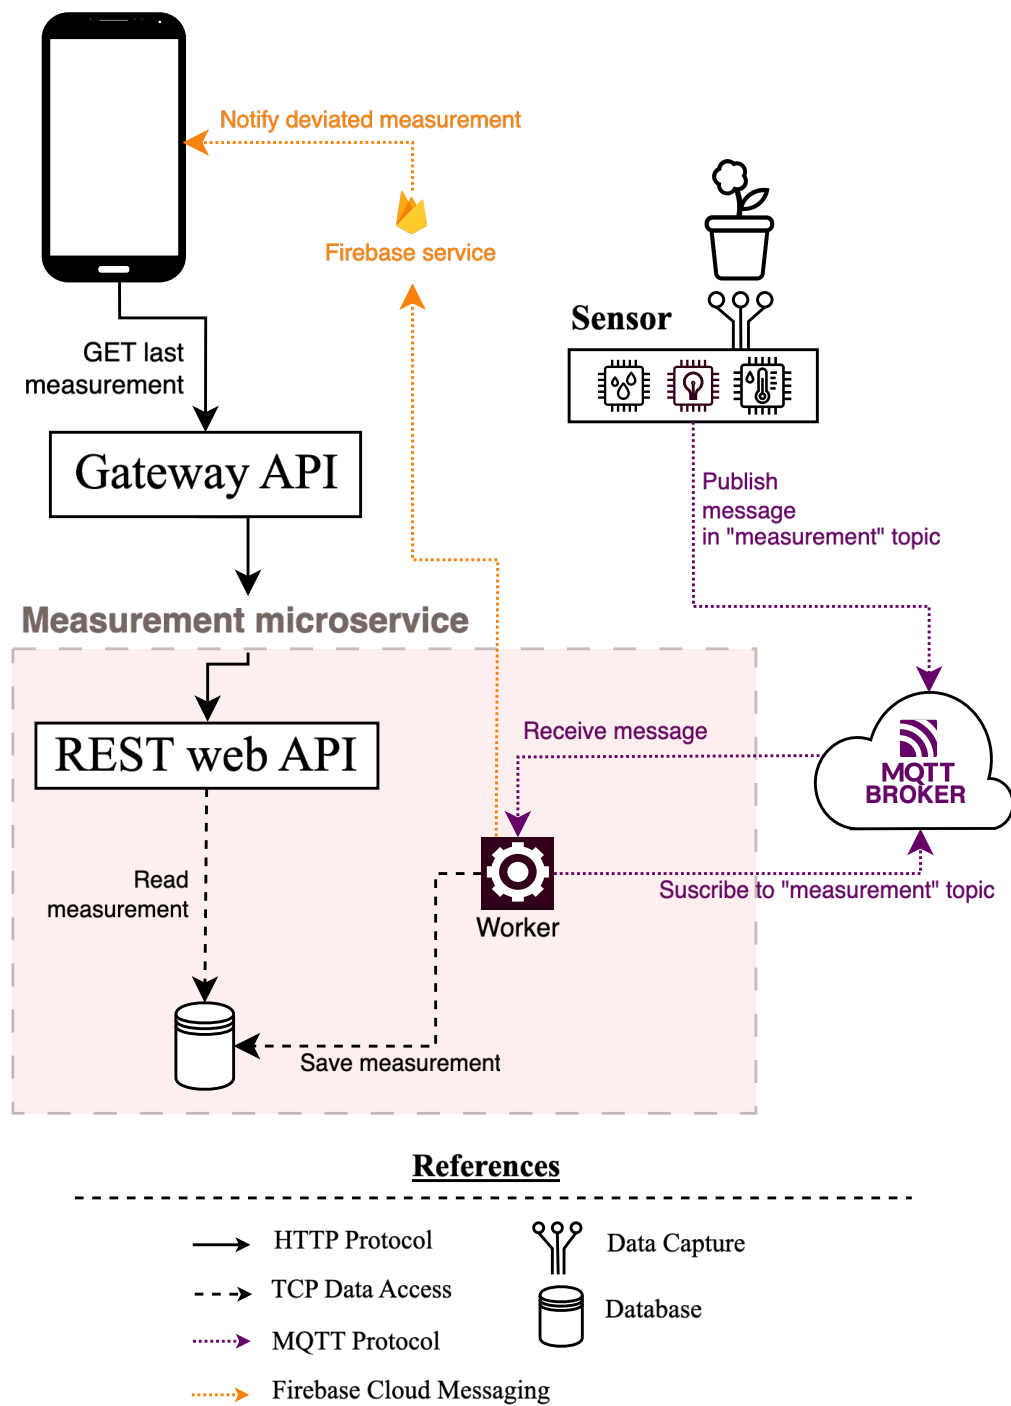 Notify deviated measurement
Firebase service
Sensor
GET last
measurement
Gateway API
Publish
message
in "measurement" topic
Measurement microservice
REST web API
Receive message
MQTT
BROKER
Read
measurement
Worker
Suscribe to "measurement" topic
Save measurement
References
HTTP Protocol
Data Capture
TCP Data Access
Database
MQTT Protocol
Firebase Cloud Messaging